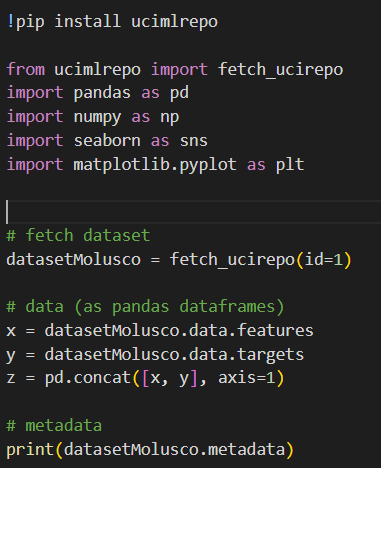 !pip install ucimlrepo
from ucimlrepo import fetch_ucirepo
import pandas as pd
import numpy as np
import seaborn as sns
import matplotlib.pyplot as plt
# fetch dataset
datasetMolusco = fetch_ucirepo(id=1)
# data (as pandas dataframes)
x = datasetMolusco.data.features
y = datasetMolusco.data.targets
z = pd.concat([x, y], axis=1)
# metadata
print(datasetMolusco.metadata)